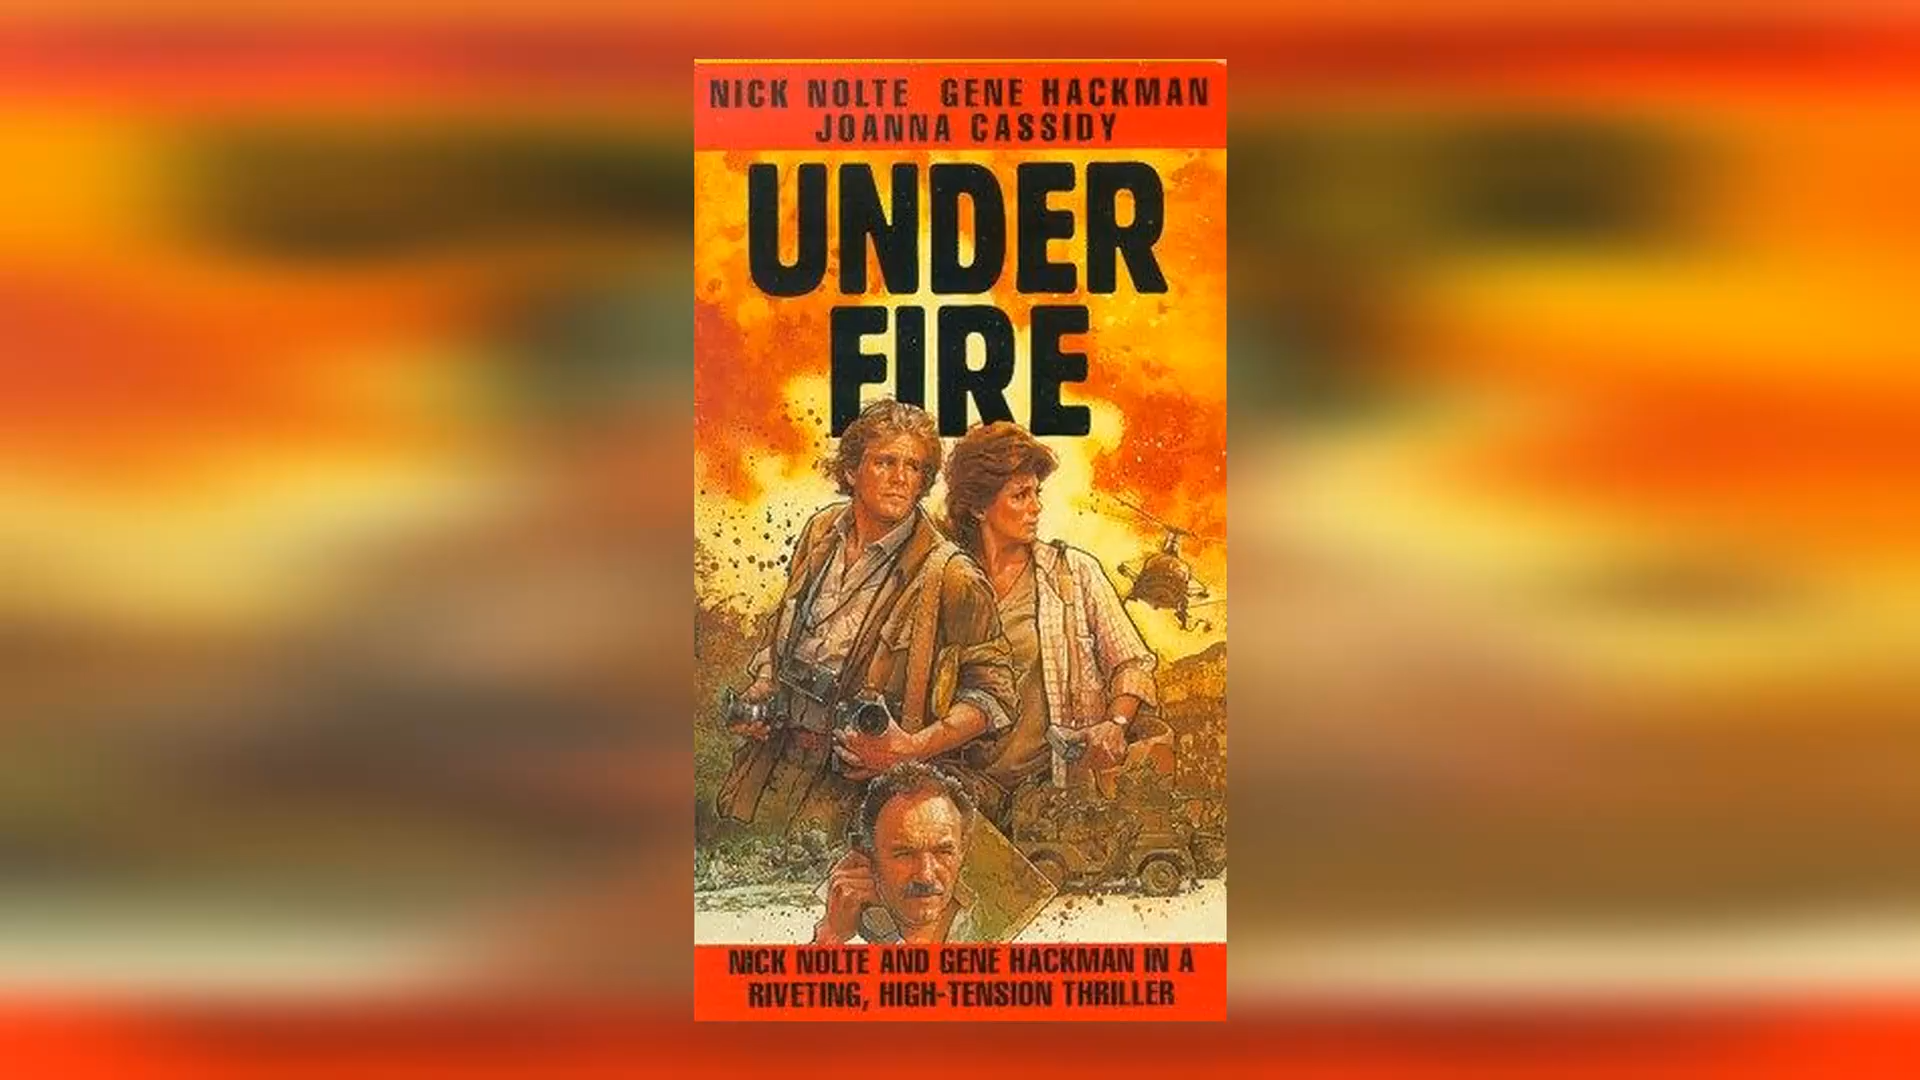 NICK NOLTE GENE HACKMAN
JOANNA CASSIDY
UNDER
FIRE
NICK NOLTE AND GENE HACKMAN IN A
RIVETING, HIGH-TENSION THRILLER